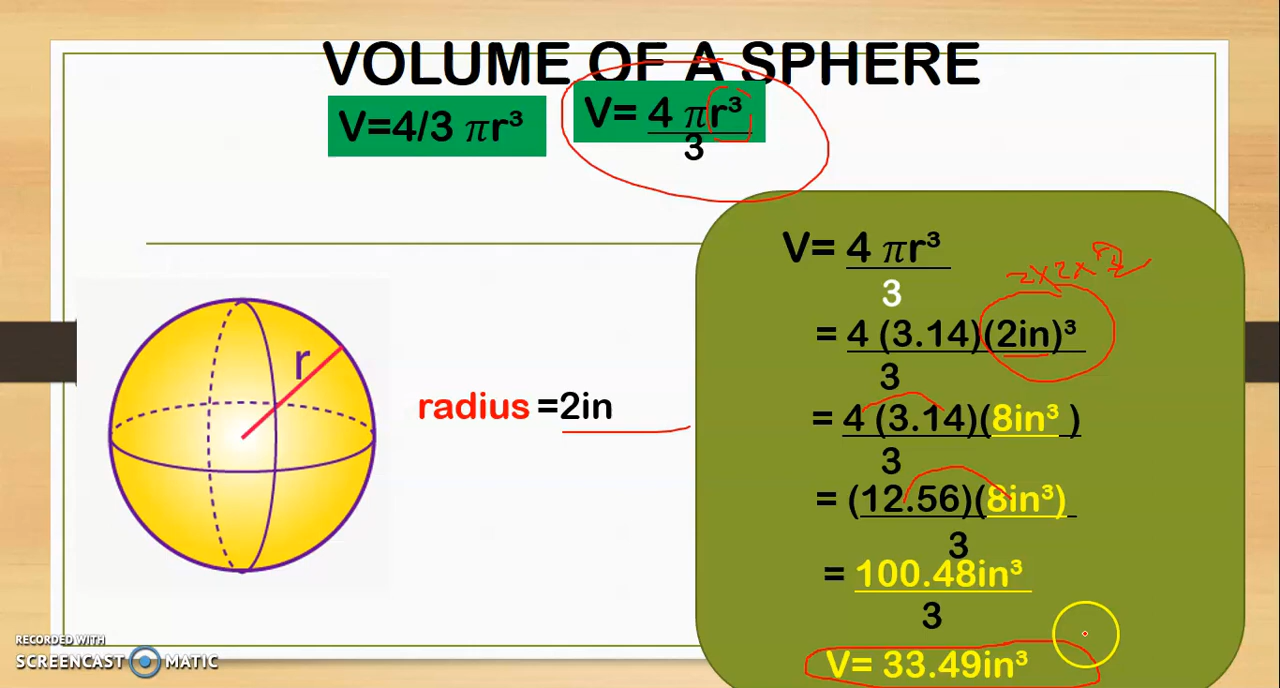 VOLUME OF A SPHERE
V=4/3 πr³
V= 4 πr³
3
V= 4 πr³
3
2x2x
= 4 (3.14)(2in)³
3
= 4 (3.14)(8in³ )
3
= (12.56)(8in³)
3
= 100.48in³
3
V= 33.49in³
r
radius =2in
RECORDED WITH
SCREENCAST MATIC